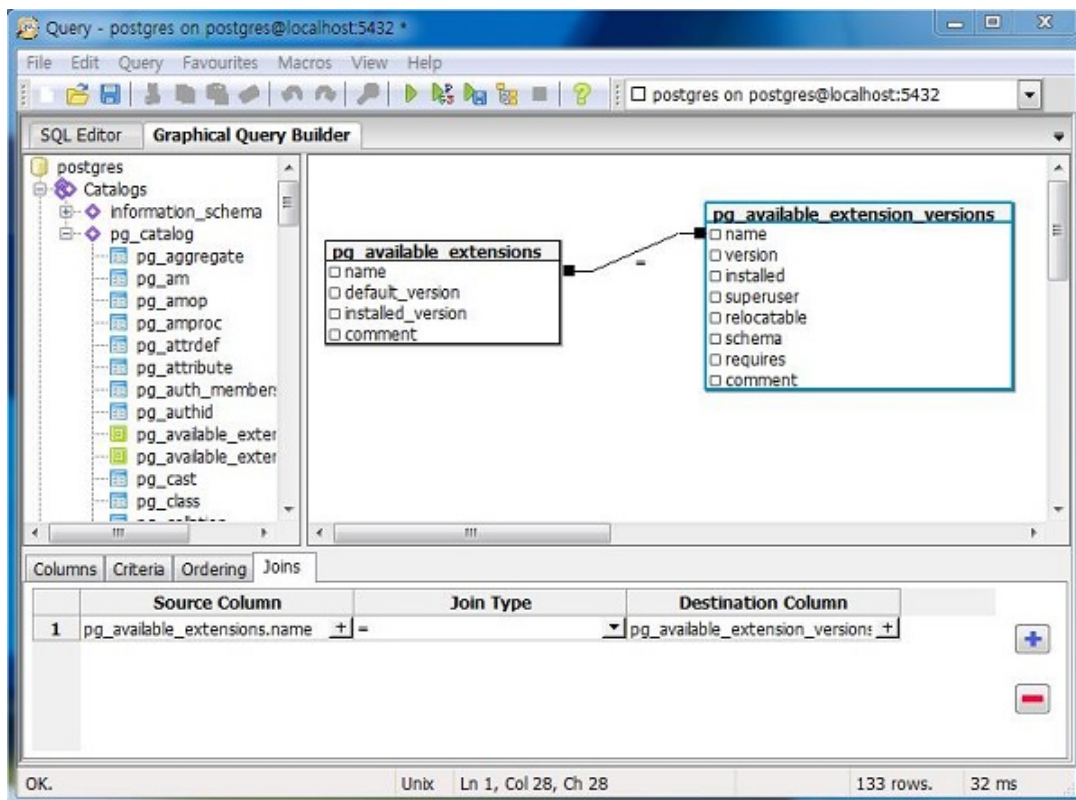 Query - postgres on postgres@localhost:5432 *
File Edit Query Favourites Macros View Help
postgres on postgres@localhost:5432
SQL Editor Graphical Query Builder
postgres
Catalogs
information_schema
pg_catalog
pg_aggregate
pg_am
pg_amop
pg_amproc
pg_attrdef
pg_attribute
pg_auth_members
pg_authid
pg_available_exter
pg_available_exter
pg_cast
pg_class
pg_available_extensions
name
default_version
installed_version
comment
=
pg_available_extension_versions
name
version
installed
superuser
relocatable
schema
requires
comment
Columns Criteria Ordering Joins
Source Column Join Type Destination Column
1 pg_available_extensions.name = pg_available_extension_versions
OK. Unix Ln 1, Col 28, Ch 28 133 rows. 32 ms